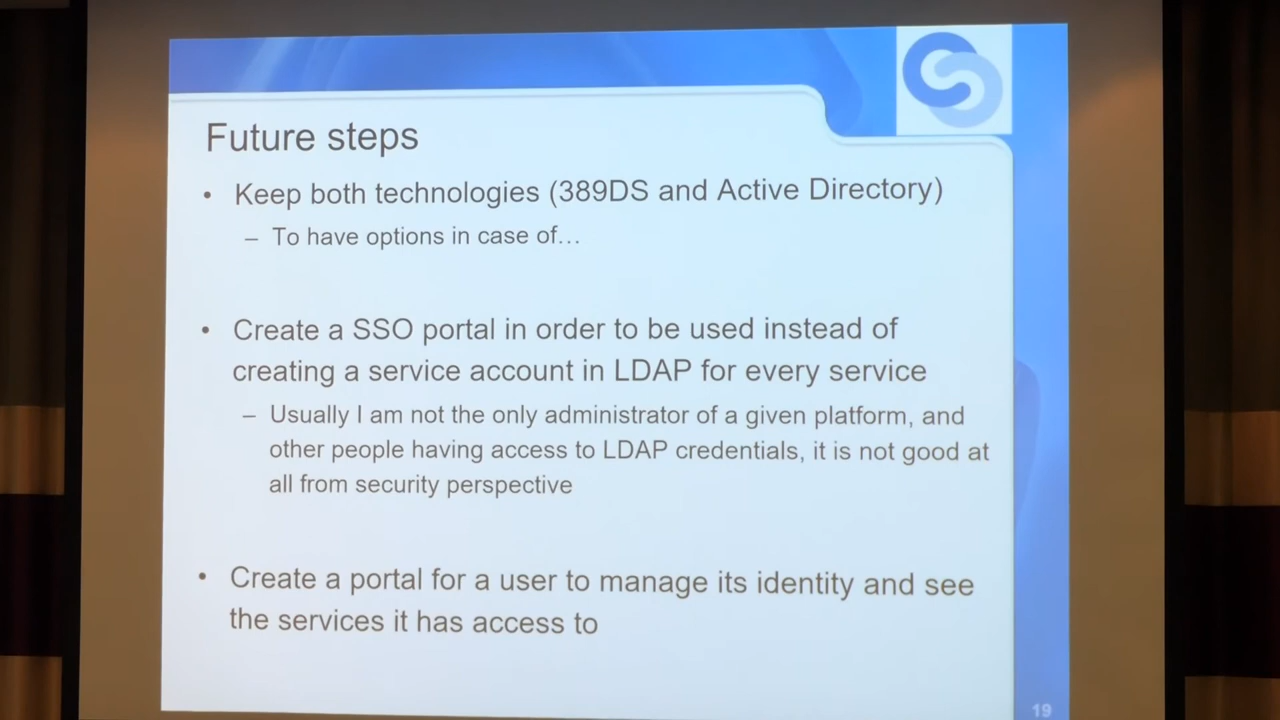 Future steps
• Keep both technologies (389DS and Active Directory)
– To have options in case of…
• Create a SSO portal in order to be used instead of
creating a service account in LDAP for every service
– Usually I am not the only administrator of a given platform, and
other people having access to LDAP credentials, it is not good at
all from security perspective
• Create a portal for a user to manage its identity and see
the services it has access to
19